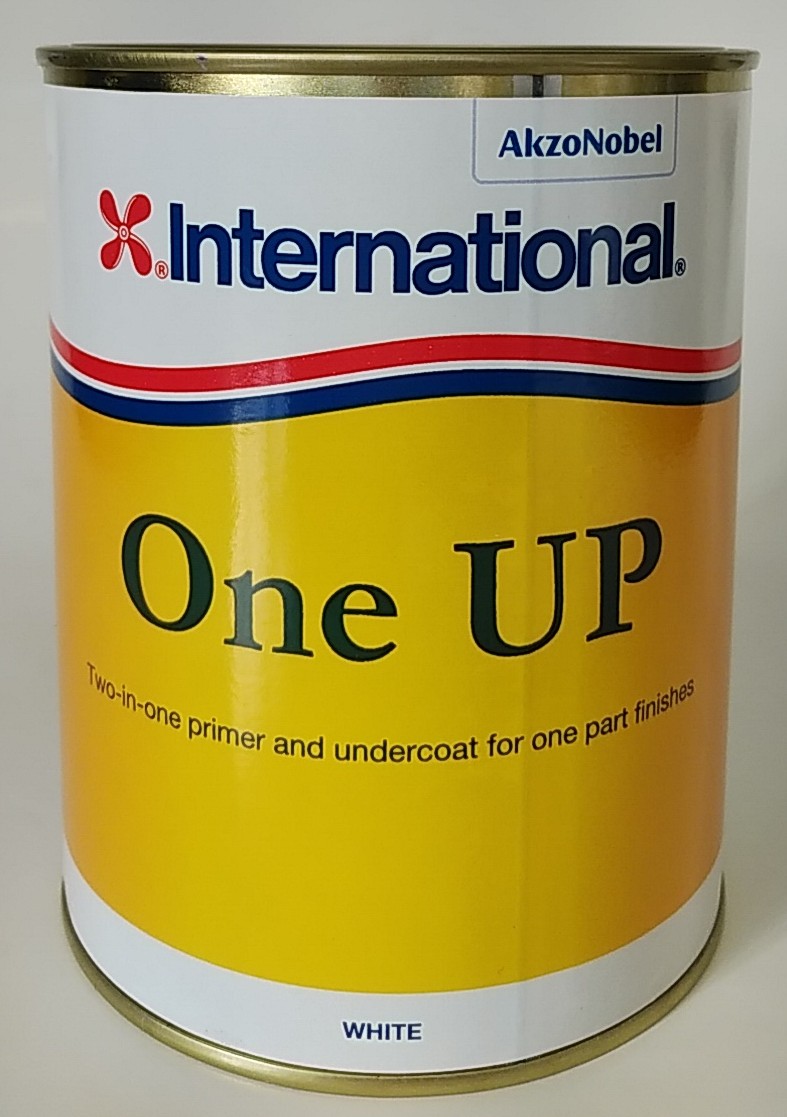 AkzoNobel
®International®
One UP
Two-in-one primer and undercoat for one part finishes
WHITE